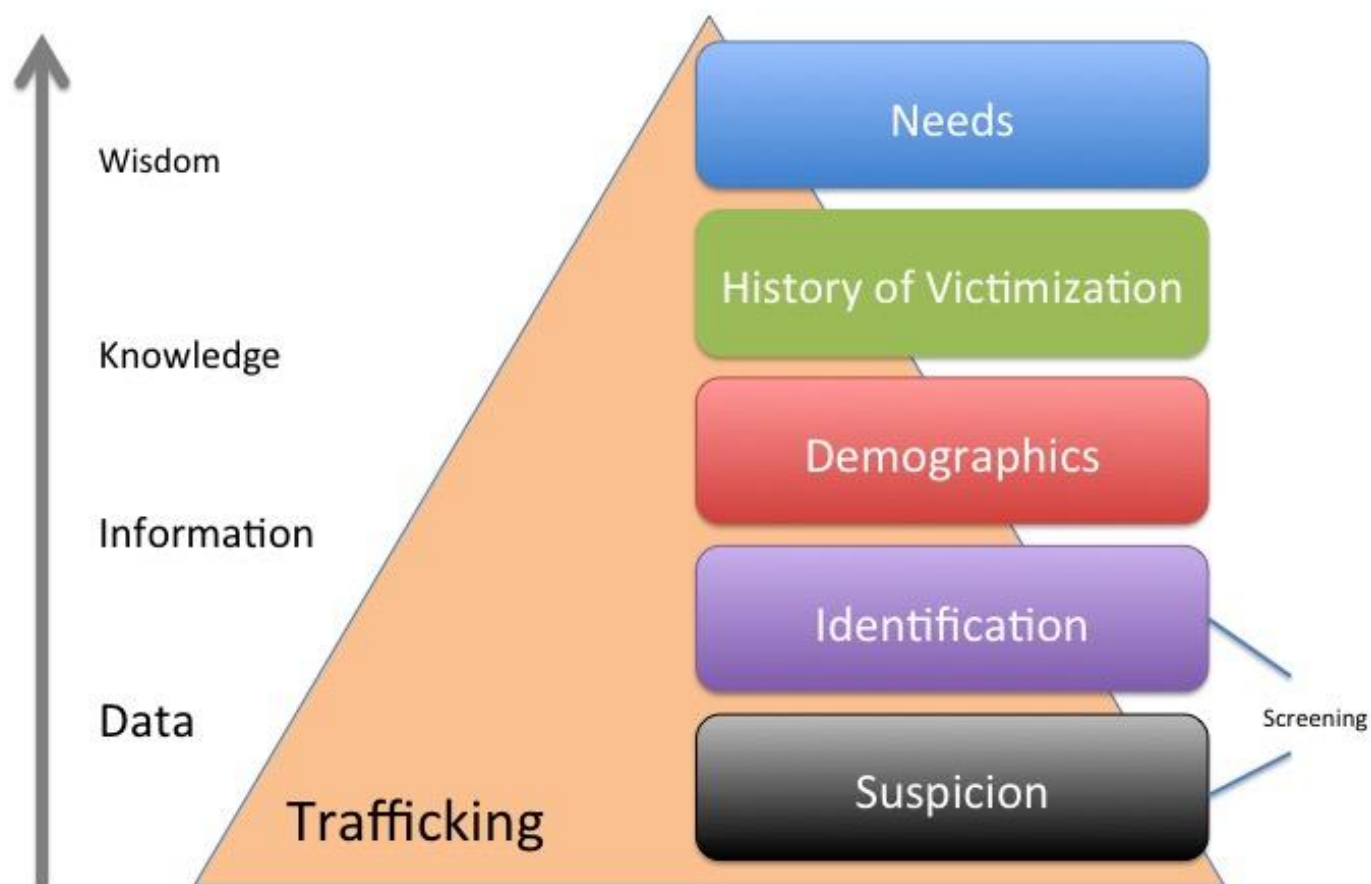 Wisdom
Knowledge
Information
Data
Trafficking
Needs
History of Victimization
Demographics
Identification
Suspicion
Screening